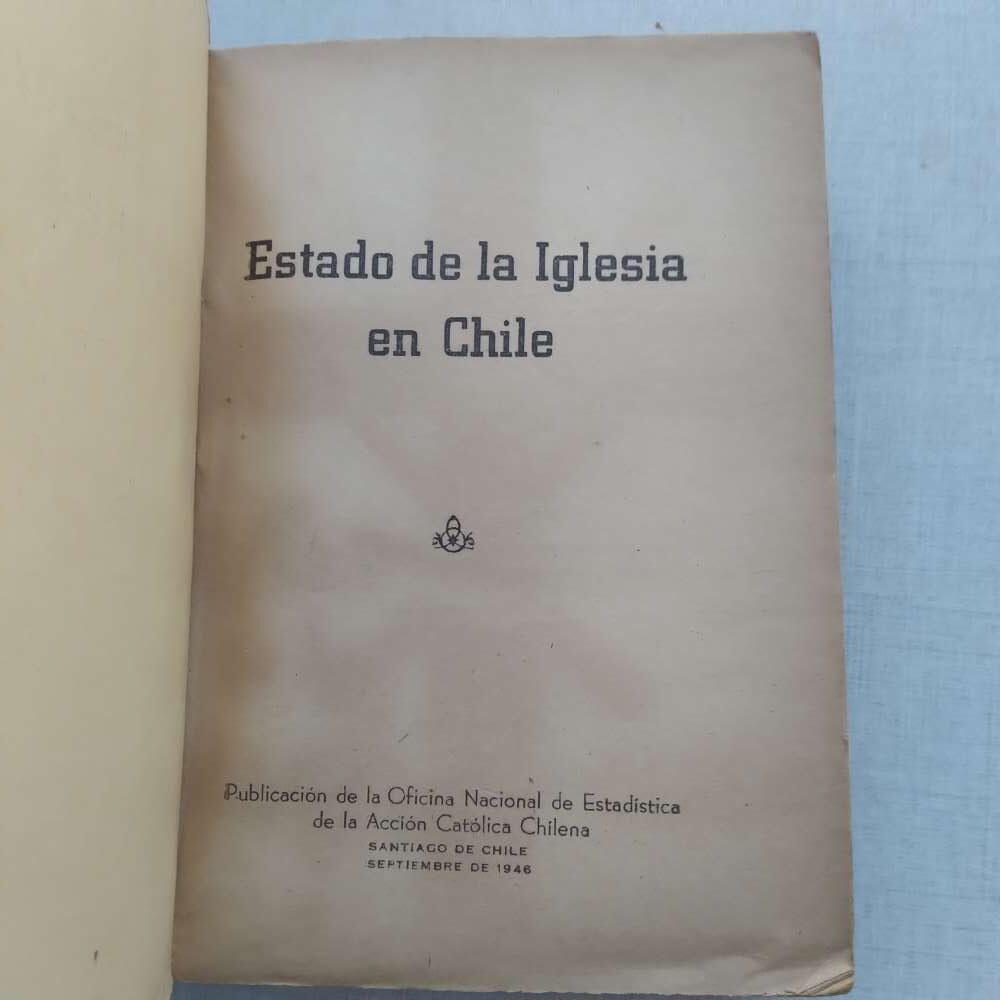 Estado de la Iglesia
en Chile
Publicación de la Oficina Nacional de Estadística
de la Acción Católica Chilena
SANTIAGO DE CHILE
SEPTIEMBRE DE 1946